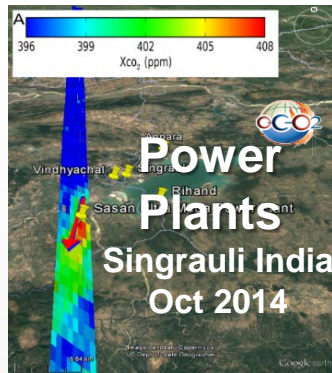 A
396 399 402 405 408
Xco₂ (ppm)
OCO2
Anpara
Vindhyachal
Singrauli
Power
Rihand
Sasan
Plants
Singrauli India
Oct 2014
Google earth